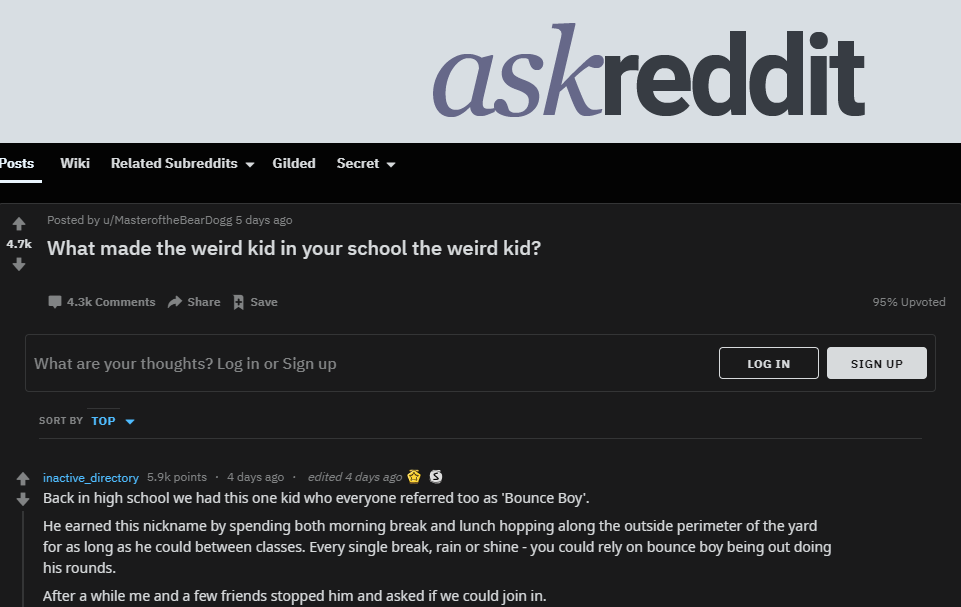 askreddit
Posts Wiki Related Subreddits Gilded Secret
Posted by u/MasteroftheBearDogg 5 days ago
4.7k
What made the weird kid in your school the weird kid?
4.3k Comments Share Save 95% Upvoted
What are your thoughts? Log in or Sign up LOG IN SIGN UP
SORT BY TOP
inactive_directory 5.9k points · 4 days ago · edited 4 days ago S
Back in high school we had this one kid who everyone referred too as 'Bounce Boy'.
He earned this nickname by spending both morning break and lunch hopping along the outside perimeter of the yard
for as long as he could between classes. Every single break, rain or shine - you could rely on bounce boy being out doing
his rounds.
After a while me and a few friends stopped him and asked if we could join in.